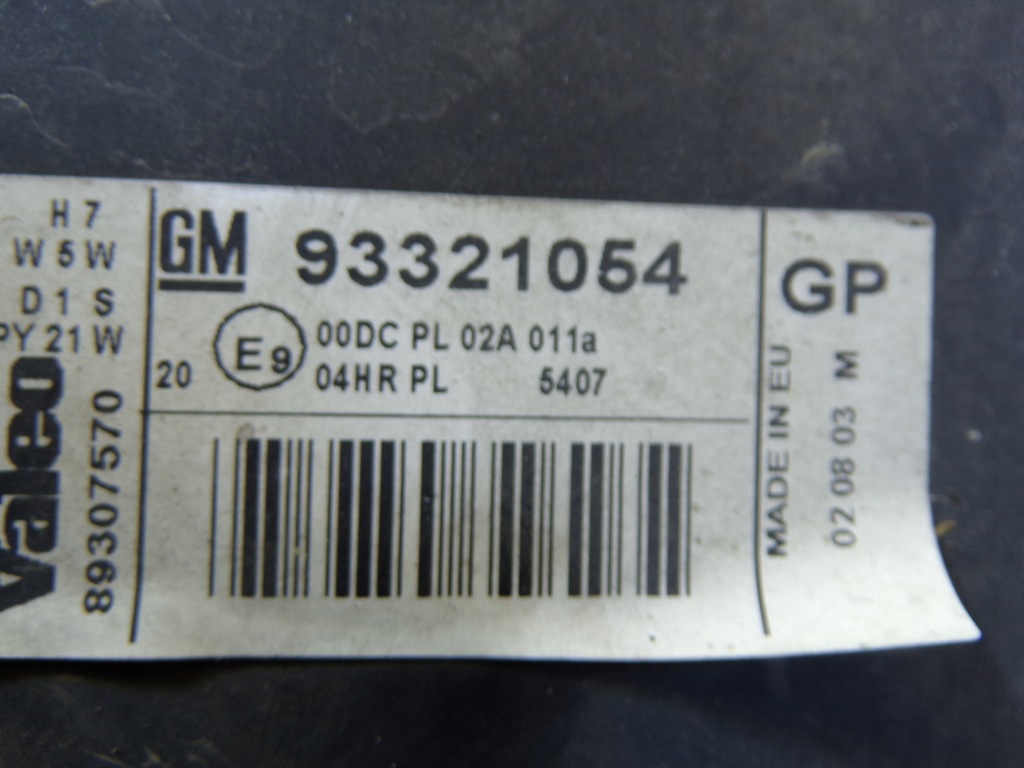 H 7
W 5 W
D 1 S
PY 21 W
Valeo
89307570
GM 93321054
20 E9 00DC PL 02A 011a
04HR PL 5407
GP
MADE IN EU
02 08 03 M